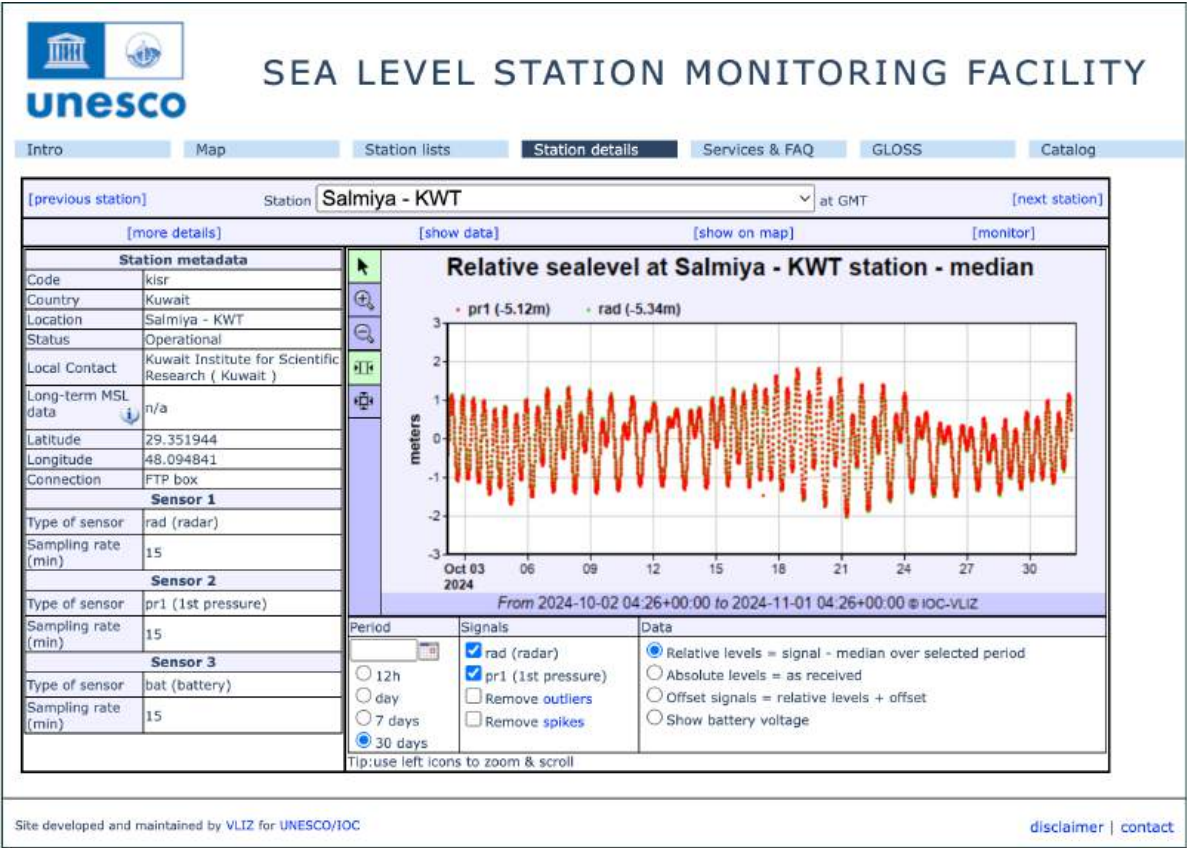 unesco
SEA LEVEL STATION MONITORING FACILITY
Intro Map Station lists Station details Services & FAQ GLOSS Catalog
[previous station] Station Salmiya - KWT at GMT [next station]
[more details] [show data] [show on map] [monitor]
Station metadata
Code kisr
Country Kuwait
Location Salmiya - KWT
Status Operational
Local Contact Kuwait Institute for Scientific
Research ( Kuwait )
Long-term MSL
data i n/a
Latitude 29.351944
Longitude 48.094841
Connection FTP box
Sensor 1
Type of sensor rad (radar)
Sampling rate
(min) 15
Sensor 2
Type of sensor pr1 (1st pressure)
Sampling rate
(min) 15
Sensor 3
Type of sensor bat (battery)
Sampling rate
(min) 15
Relative sealevel at Salmiya - KWT station - median
pr1 (-5.12m) rad (-5.34m)
meters
3
2
1
0
-1
-2
-3
Oct 03 06 09 12 15 18 21 24 27 30
2024
From 2024-10-02 04:26+00:00 to 2024-11-01 04:26+00:00 © IOC-VLIZ
Period Signals Data
12h
day
7 days
30 days
rad (radar)
pr1 (1st pressure)
Remove outliers
Remove spikes
Relative levels = signal - median over selected period
Absolute levels = as received
Offset signals = relative levels + offset
Show battery voltage
Tip:use left icons to zoom & scroll
Site developed and maintained by VLIZ for UNESCO/IOC disclaimer | contact